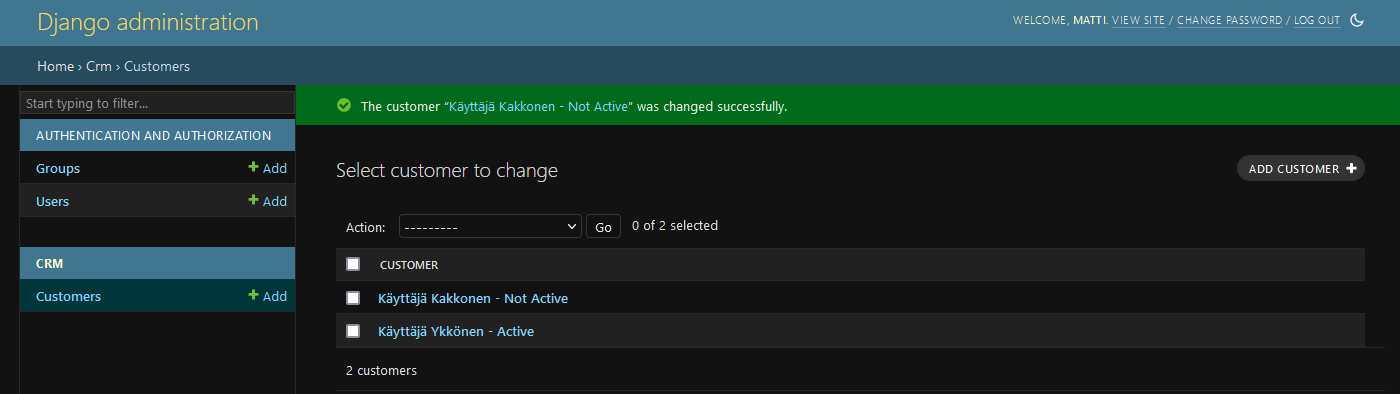 Django administration
WELCOME, MATTI. VIEW SITE / CHANGE PASSWORD / LOG OUT
Home › Crm › Customers
Start typing to filter...
AUTHENTICATION AND AUTHORIZATION
Groups + Add
Users + Add
CRM
Customers + Add
The customer “Käyttäjä Kakkonen - Not Active” was changed successfully.
Select customer to change
ADD CUSTOMER +
Action: --------- Go 0 of 2 selected
CUSTOMER
Käyttäjä Kakkonen - Not Active
Käyttäjä Ykkönen - Active
2 customers